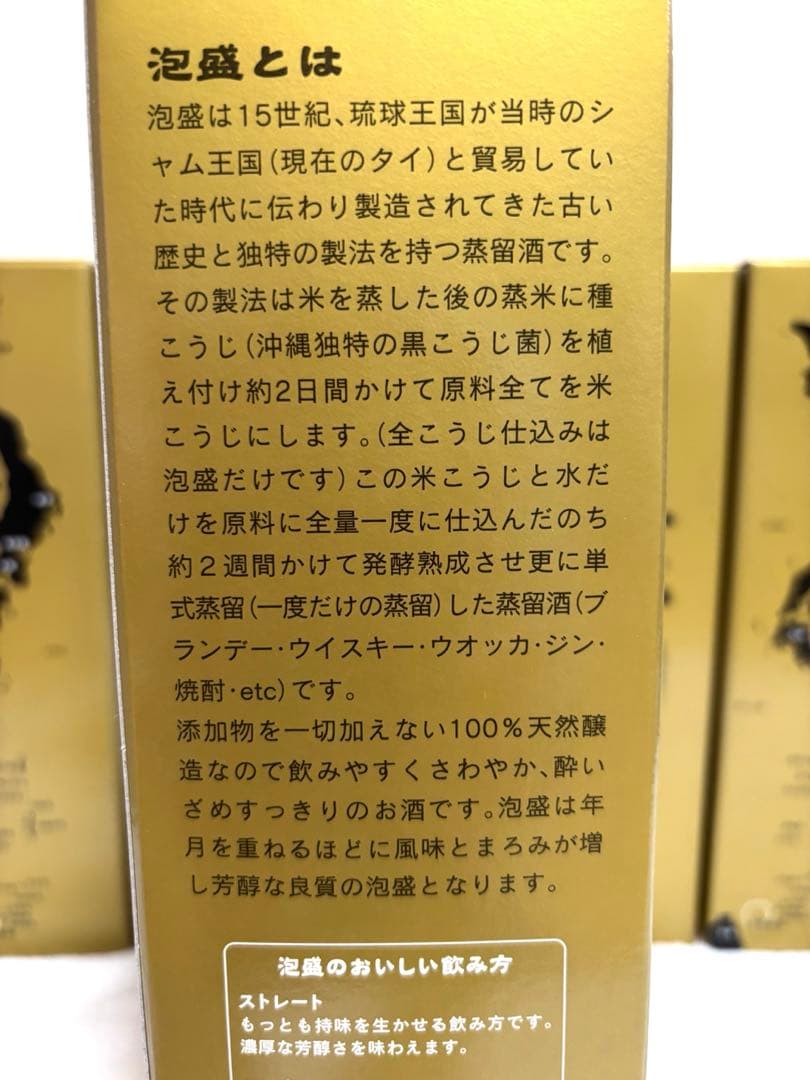 泡盛とは
泡盛は15世紀、琉球王国が当時のシ
ャム王国(現在のタイ)と貿易してい
た時代に伝わり製造されてきた古い
歴史と独特の製法を持つ蒸留酒です。
その製法は米を蒸した後の蒸米に種
こうじ(沖縄独特の黒こうじ菌)を植
え付け約2日間かけて原料全てを米
こうじにします。(全こうじ仕込みは
泡盛だけです)この米こうじと水だ
けを原料に全量一度に仕込んだのち
約2週間かけて発酵熟成させ更に単
式蒸留(一度だけの蒸留)した蒸留酒(ブ
ランデー・ウイスキー・ウオッカ・ジン・
焼酎・etc)です。
添加物を一切加えない100%天然醸
造なので飲みやすくさわやか、酔い
ざめすっきりのお酒です。泡盛は年
月を重ねるほどに風味とまろみが増
し芳醇な良質の泡盛となります。
泡盛のおいしい飲み方
ストレート
もっとも持味を生かせる飲み方です。
濃厚な芳醇さを味わえます。